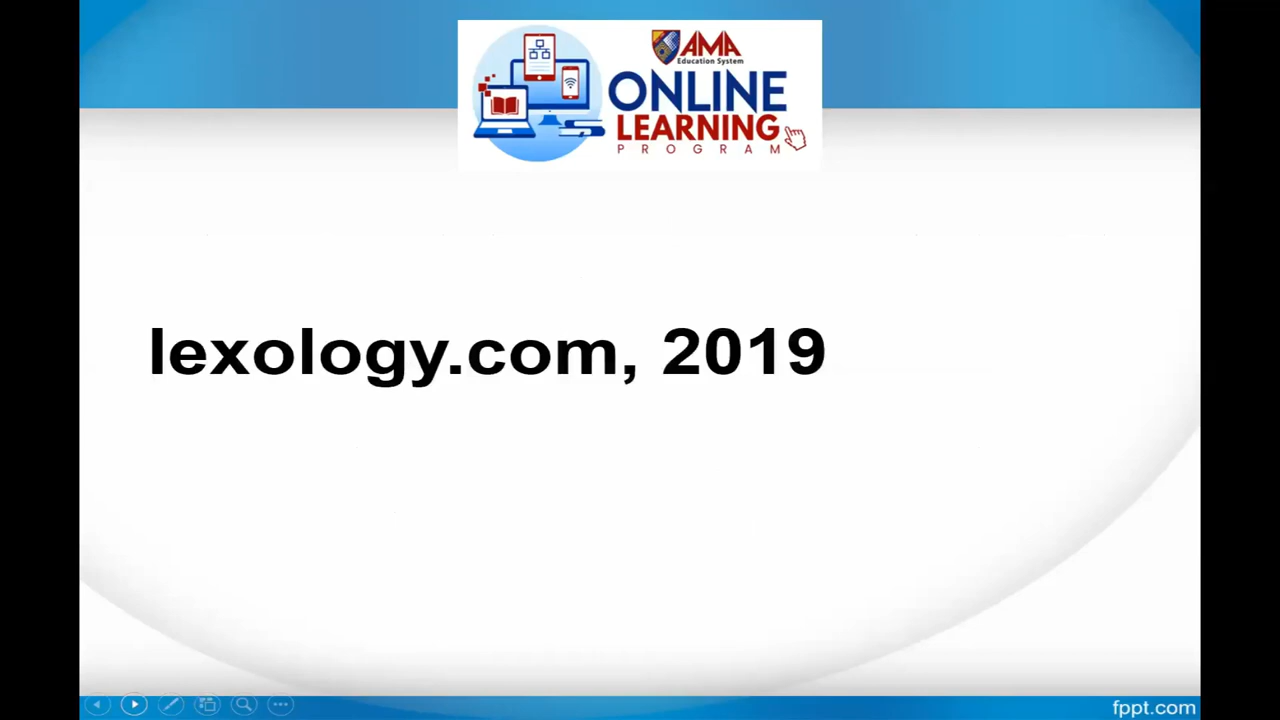 AMA
Education System
ONLINE
LEARNING
PROGRAM
lexology.com, 2019
fppt.com